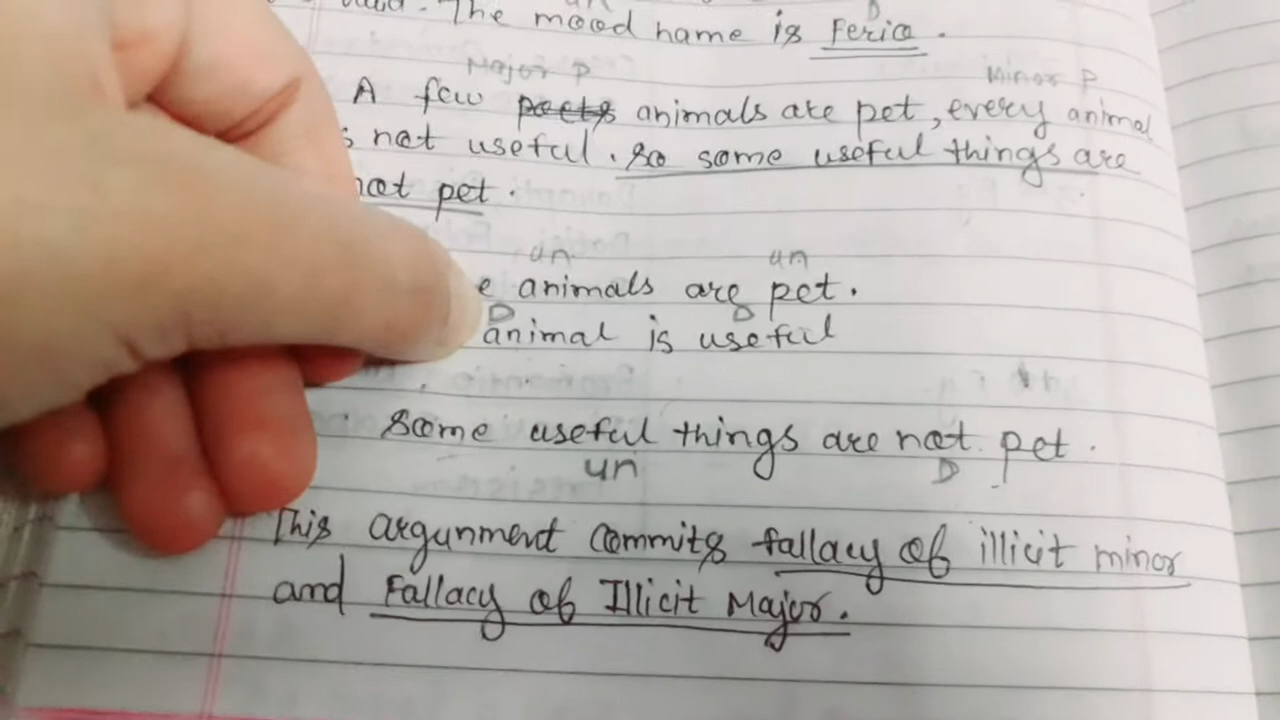 The mood name is Ferio.
Major P Minor P
A few poets animals are pet, every animal
s not useful. so some useful things are
not pet.
un un
e animals are pet.
D D
animal is useful
Some useful things are not pet.
un D
This argunment commits fallacy of illicit minor
and Fallacy of Illicit Major.